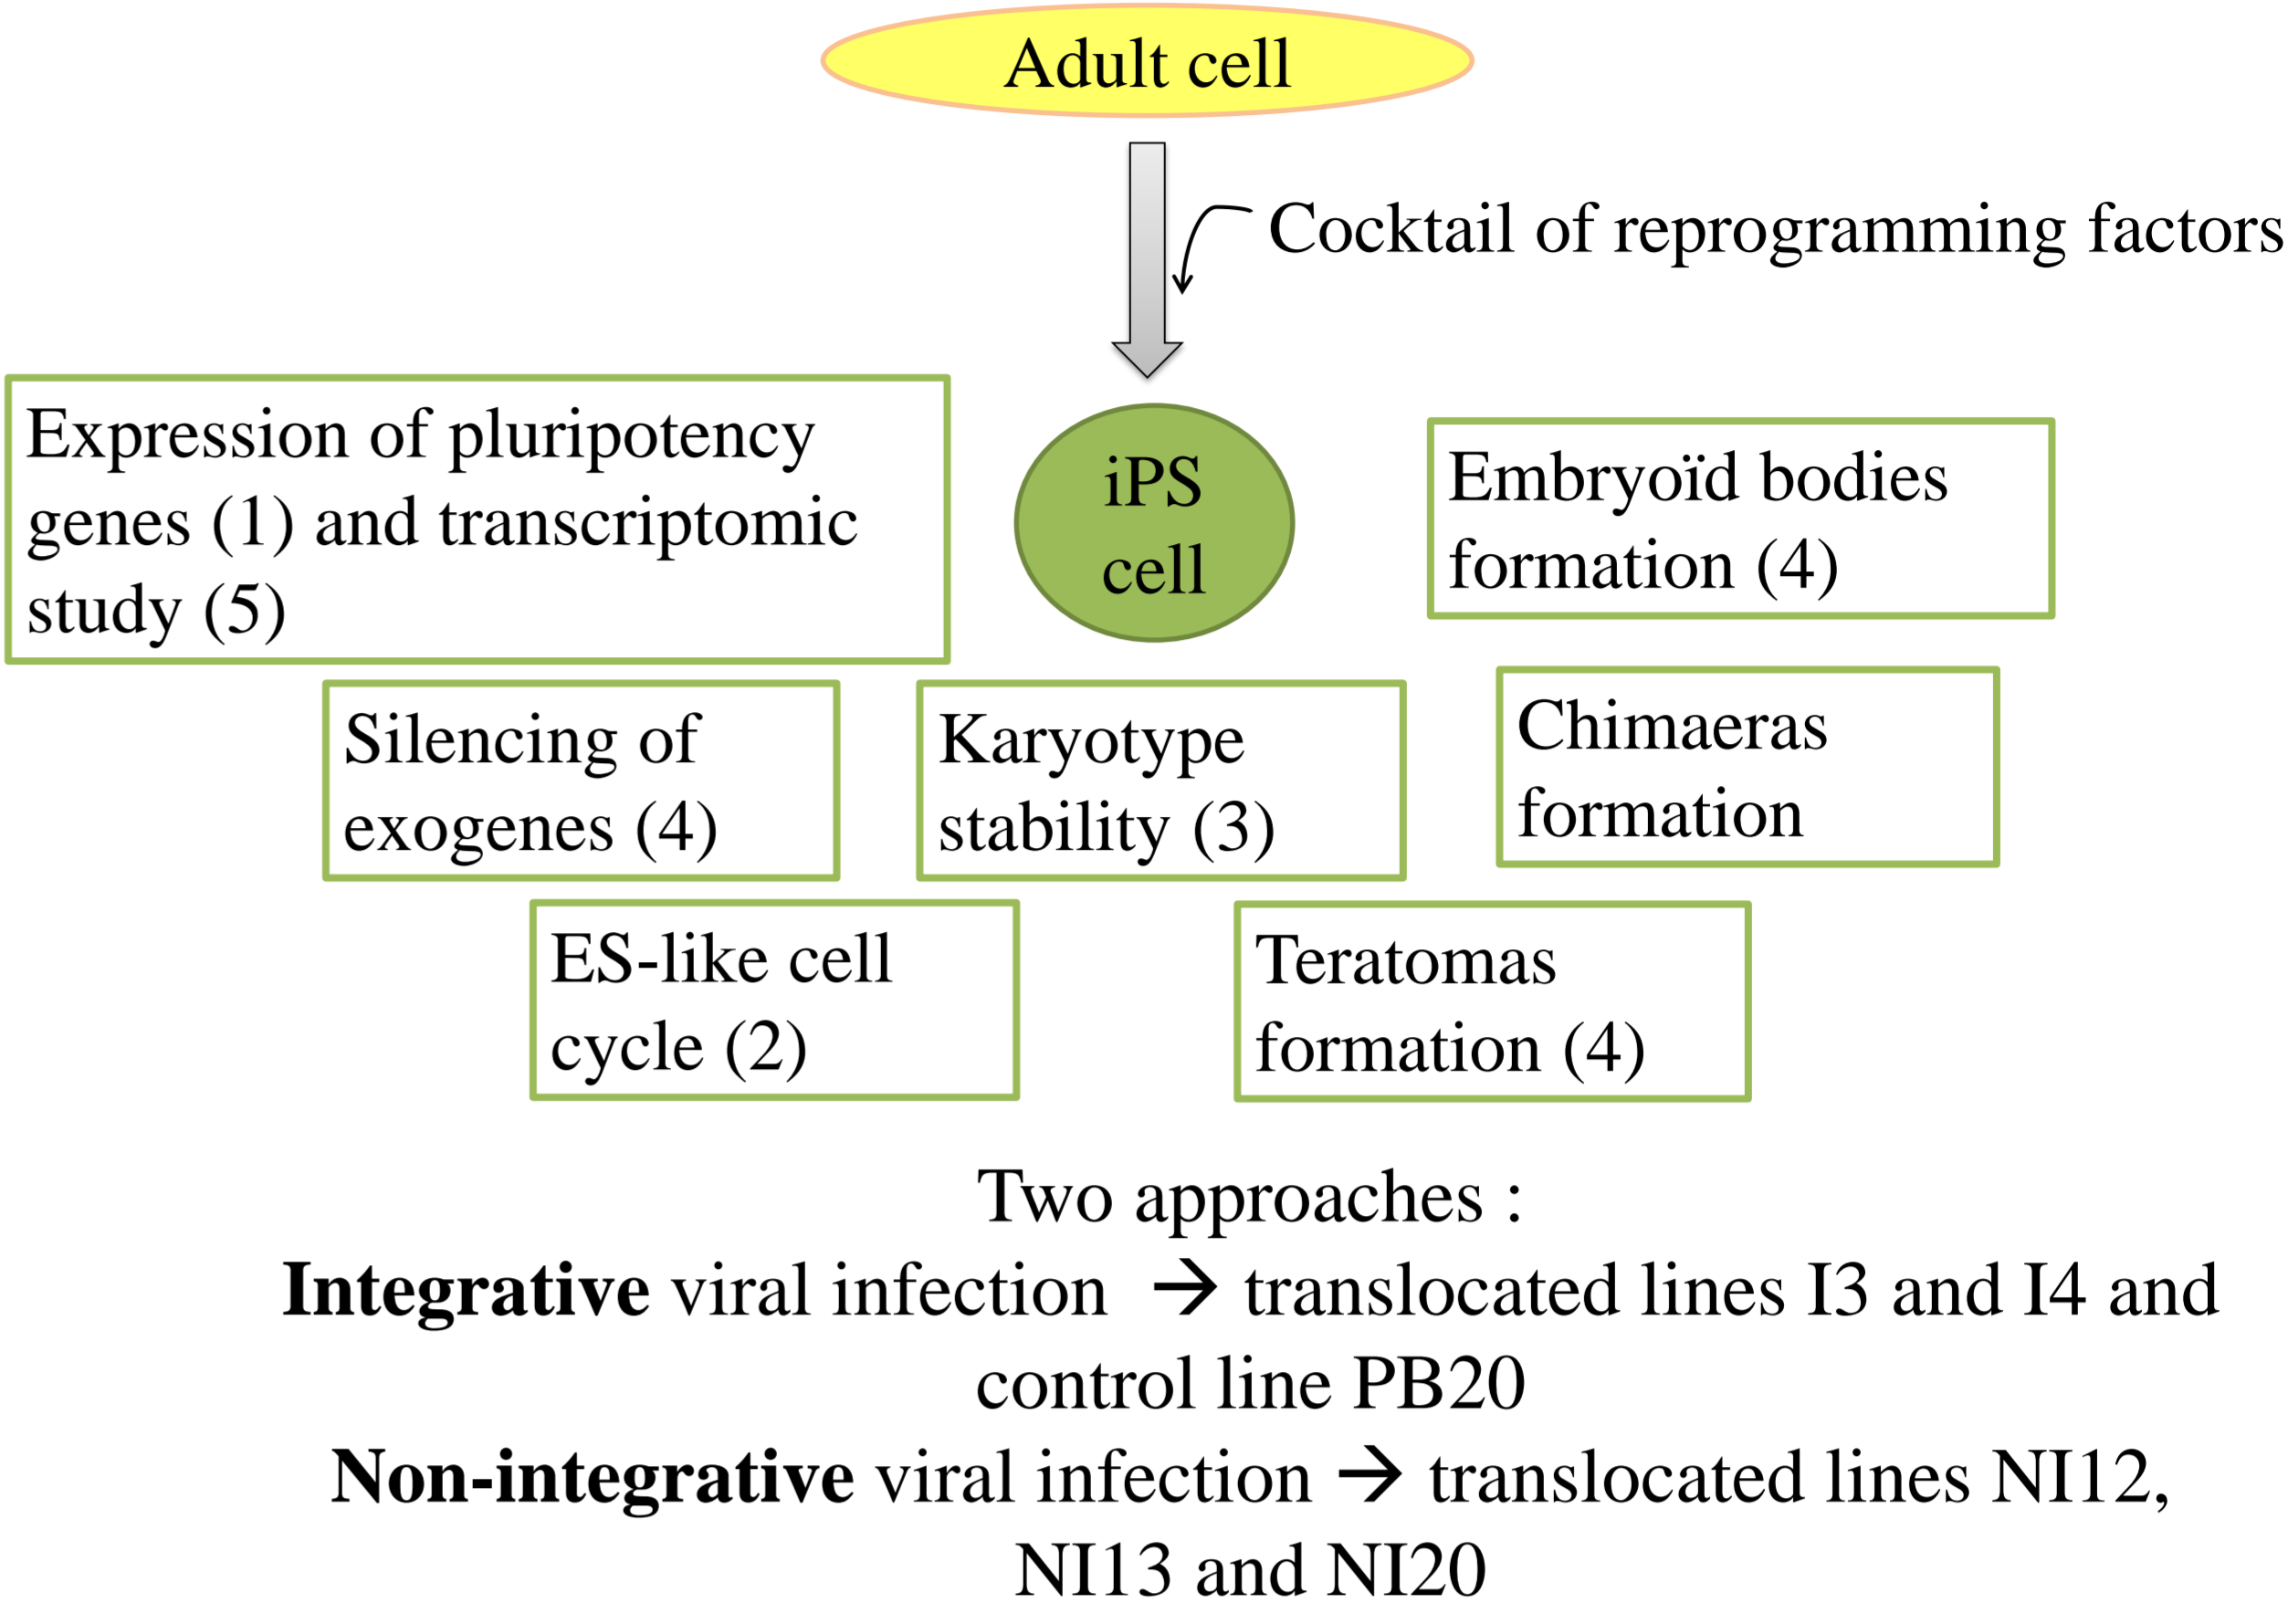 Adult cell
Cocktail of reprogramming factors
Expression of pluripotency
genes (1) and transcriptomic
study (5)
iPS
cell
Embryoïd bodies
formation (4)
Silencing of
exogenes (4)
Karyotype
stability (3)
Chimaeras
formation
ES-like cell
cycle (2)
Teratomas
formation (4)
Two approaches :
Integrative viral infection → translocated lines I3 and I4 and
control line PB20
Non-integrative viral infection → translocated lines NI12,
NI13 and NI20